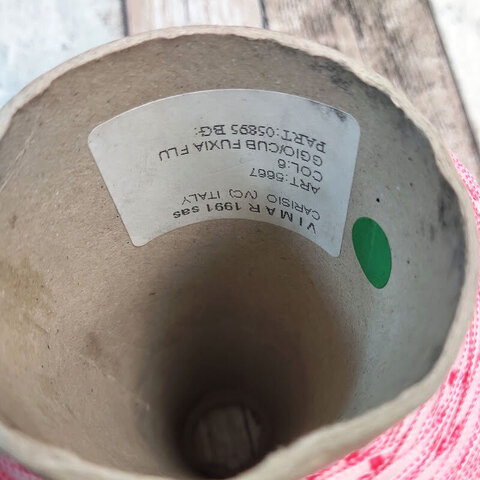 VIMAR 1991 sas
CARISIO (VC) ITALY
ART:5667
COL:6
GGIO/CUB FUXIA FLU
PART:05895 BG: